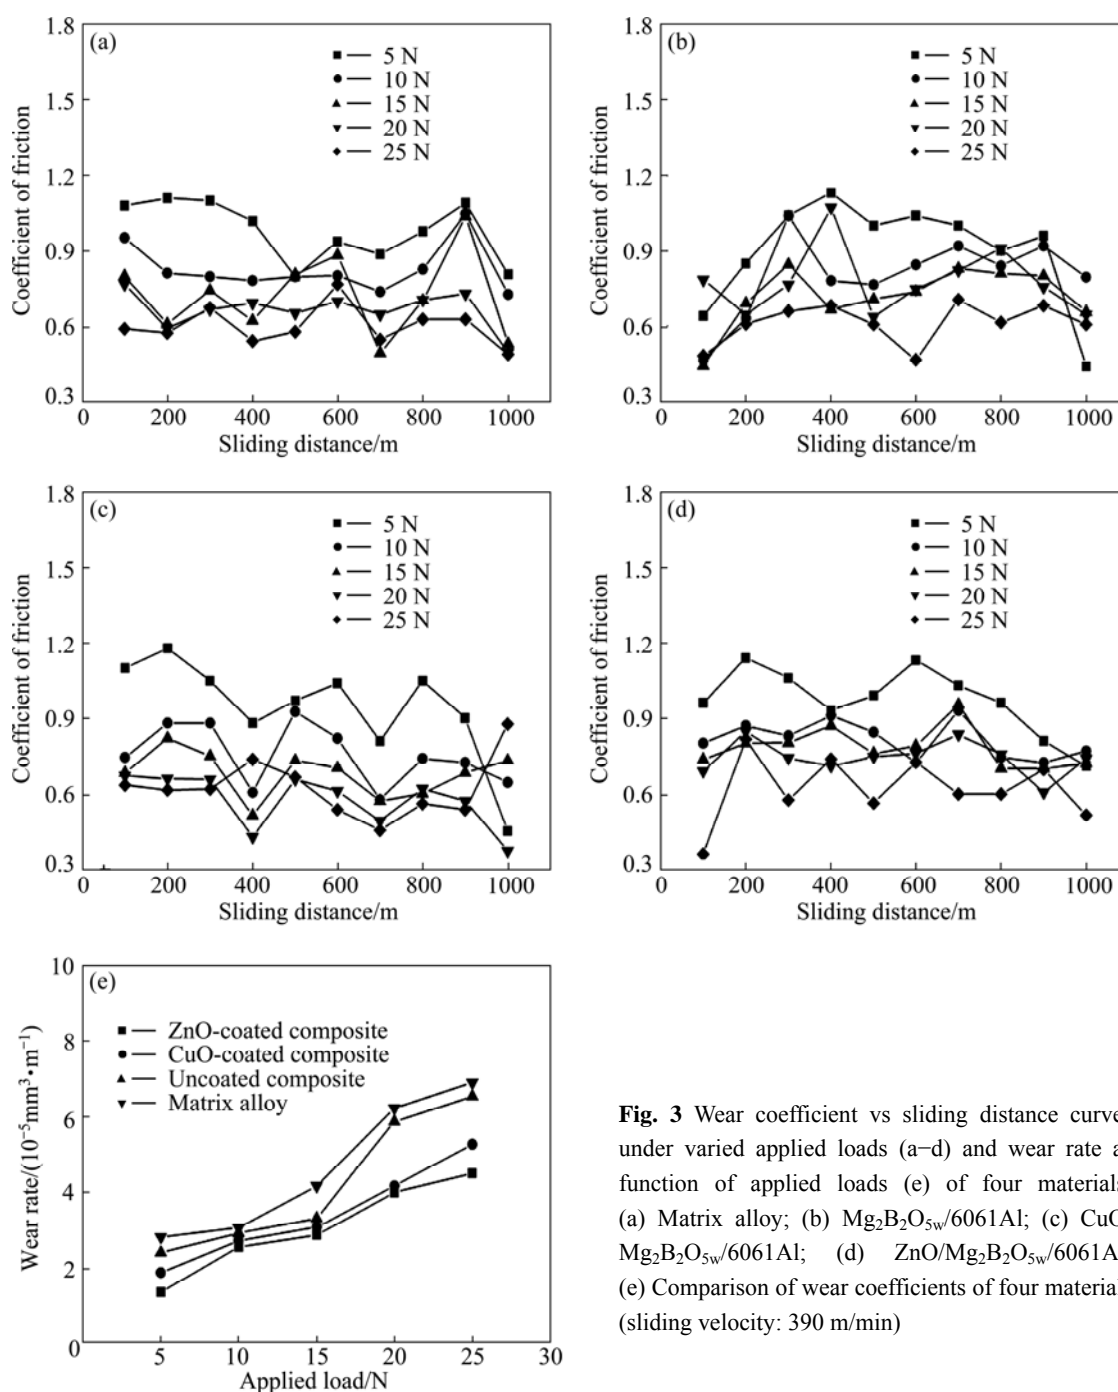 (a)
1.8
1.5
1.2
0.9
0.6
0.3
Coefficient of friction
5 N
10 N
15 N
20 N
25 N
0 200 400 600 800 1000
Sliding distance/m
(b)
1.8
1.5
1.2
0.9
0.6
0.3
Coefficient of friction
5 N
10 N
15 N
20 N
25 N
0 200 400 600 800 1000
Sliding distance/m
(c)
1.8
1.5
1.2
0.9
0.6
0.3
Coefficient of friction
5 N
10 N
15 N
20 N
25 N
0 200 400 600 800 1000
Sliding distance/m
(d)
1.8
1.5
1.2
0.9
0.6
0.3
Coefficient of friction
5 N
10 N
15 N
20 N
25 N
0 200 400 600 800 1000
Sliding distance/m
(e)
10
8
6
4
2
0
Wear rate/(10⁻⁵mm³·m⁻¹)
ZnO-coated composite
CuO-coated composite
Uncoated composite
Matrix alloy
5 10 15 20 25 30
Applied load/N
Fig. 3 Wear coefficient vs sliding distance curve
under varied applied loads (a−d) and wear rate a
function of applied loads (e) of four materials
(a) Matrix alloy; (b) Mg₂B₂O₅w/6061Al; (c) CuO
Mg₂B₂O₅w/6061Al; (d) ZnO/Mg₂B₂O₅w/6061A
(e) Comparison of wear coefficients of four material
(sliding velocity: 390 m/min)